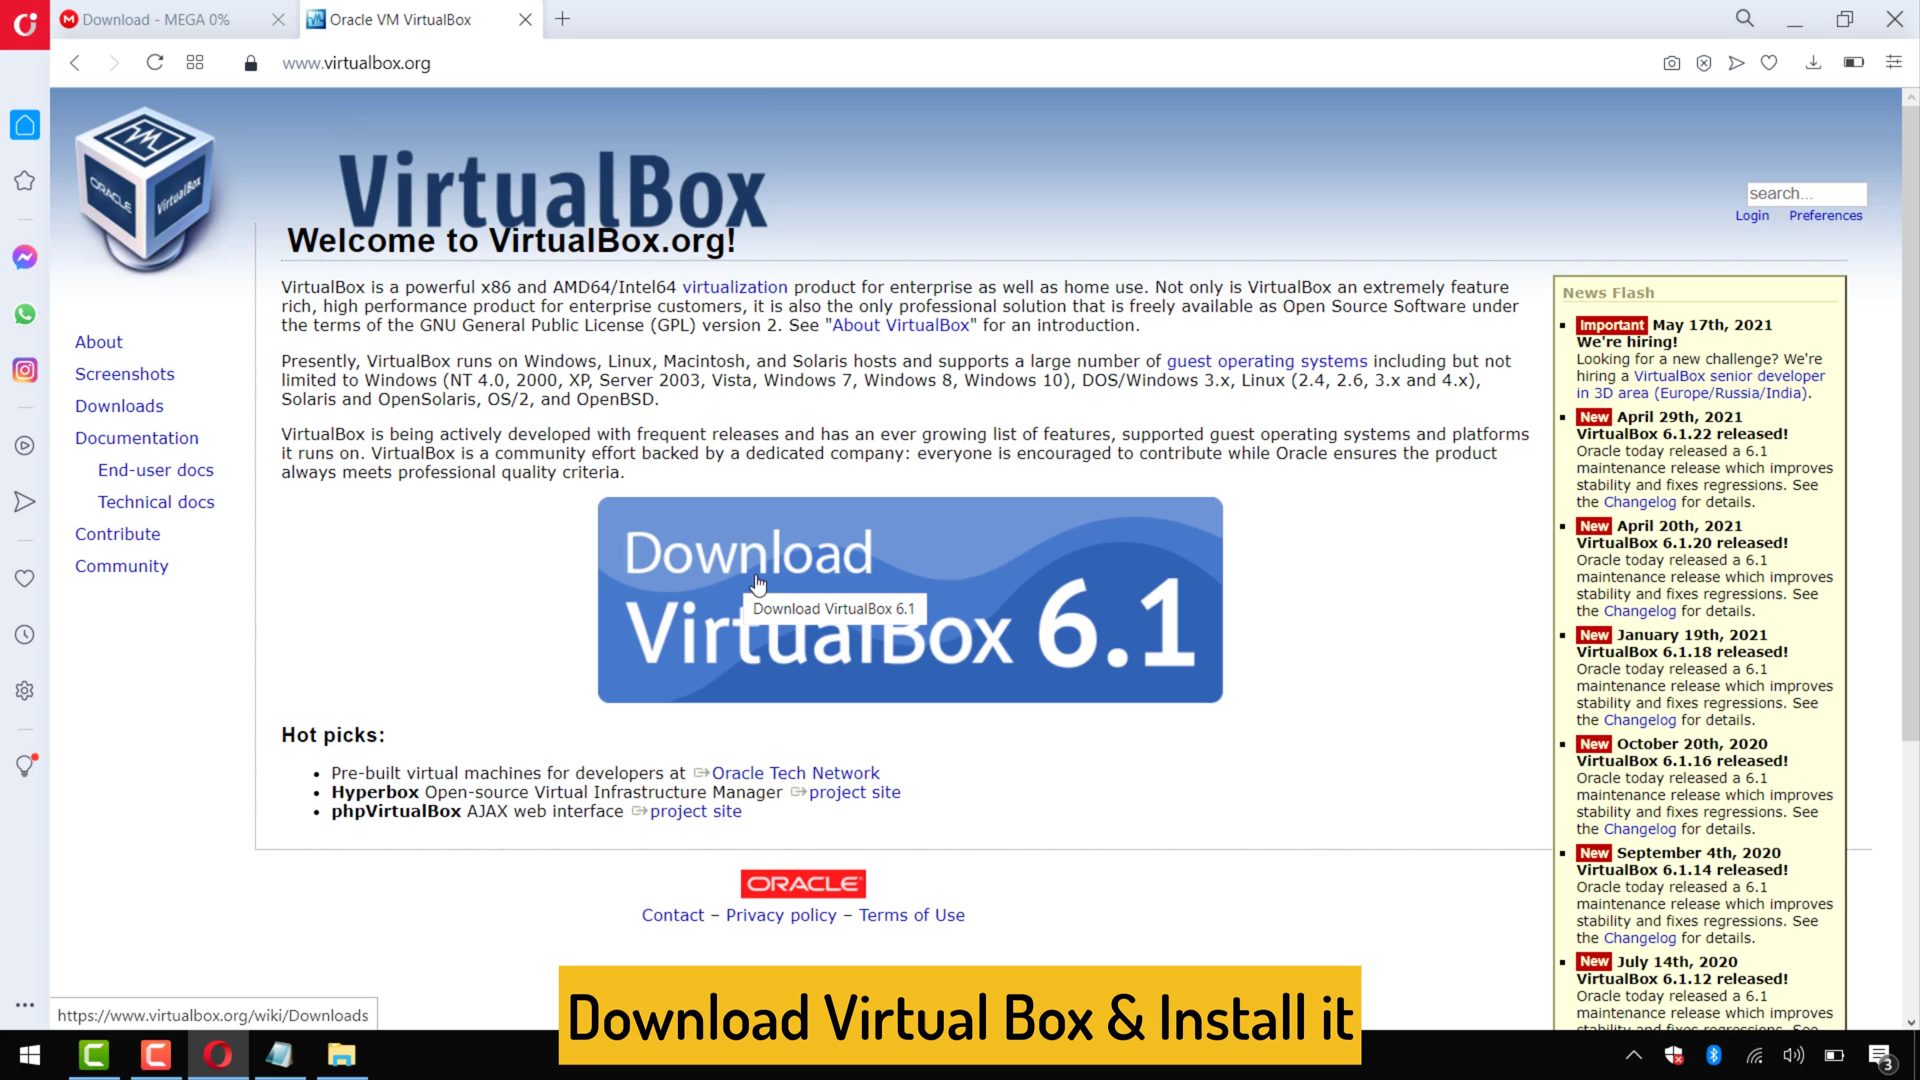 Download - MEGA 0%
Oracle VM VirtualBox
www.virtualbox.org
ORACLE
VirtualBox
VirtualBox
Welcome to VirtualBox.org!
search...
Login Preferences
About
Screenshots
Downloads
Documentation
End-user docs
Technical docs
Contribute
Community
VirtualBox is a powerful x86 and AMD64/Intel64 virtualization product for enterprise as well as home use. Not only is VirtualBox an extremely feature
rich, high performance product for enterprise customers, it is also the only professional solution that is freely available as Open Source Software under
the terms of the GNU General Public License (GPL) version 2. See "About VirtualBox" for an introduction.
Presently, VirtualBox runs on Windows, Linux, Macintosh, and Solaris hosts and supports a large number of guest operating systems including but not
limited to Windows (NT 4.0, 2000, XP, Server 2003, Vista, Windows 7, Windows 8, Windows 10), DOS/Windows 3.x, Linux (2.4, 2.6, 3.x and 4.x),
Solaris and OpenSolaris, OS/2, and OpenBSD.
VirtualBox is being actively developed with frequent releases and has an ever growing list of features, supported guest operating systems and platforms
it runs on. VirtualBox is a community effort backed by a dedicated company: everyone is encouraged to contribute while Oracle ensures the product
always meets professional quality criteria.
Download
Download VirtualBox 6.1
VirtualBox 6.1
Hot picks:
• Pre-built virtual machines for developers at Oracle Tech Network
• Hyperbox Open-source Virtual Infrastructure Manager project site
• phpVirtualBox AJAX web interface project site
ORACLE
Contact – Privacy policy – Terms of Use
News Flash
Important May 17th, 2021
We're hiring!
Looking for a new challenge? We're
hiring a VirtualBox senior developer
in 3D area (Europe/Russia/India).
New April 29th, 2021
VirtualBox 6.1.22 released!
Oracle today released a 6.1
maintenance release which improves
stability and fixes regressions. See
the Changelog for details.
New April 20th, 2021
VirtualBox 6.1.20 released!
Oracle today released a 6.1
maintenance release which improves
stability and fixes regressions. See
the Changelog for details.
New January 19th, 2021
VirtualBox 6.1.18 released!
Oracle today released a 6.1
maintenance release which improves
stability and fixes regressions. See
the Changelog for details.
New October 20th, 2020
VirtualBox 6.1.16 released!
Oracle today released a 6.1
maintenance release which improves
stability and fixes regressions. See
the Changelog for details.
New September 4th, 2020
VirtualBox 6.1.14 released!
Oracle today released a 6.1
maintenance release which improves
stability and fixes regressions. See
the Changelog for details.
New July 14th, 2020
VirtualBox 6.1.12 released!
Oracle today released a 6.1
https://www.virtualbox.org/wiki/Downloads
Download Virtual Box & Install it
3